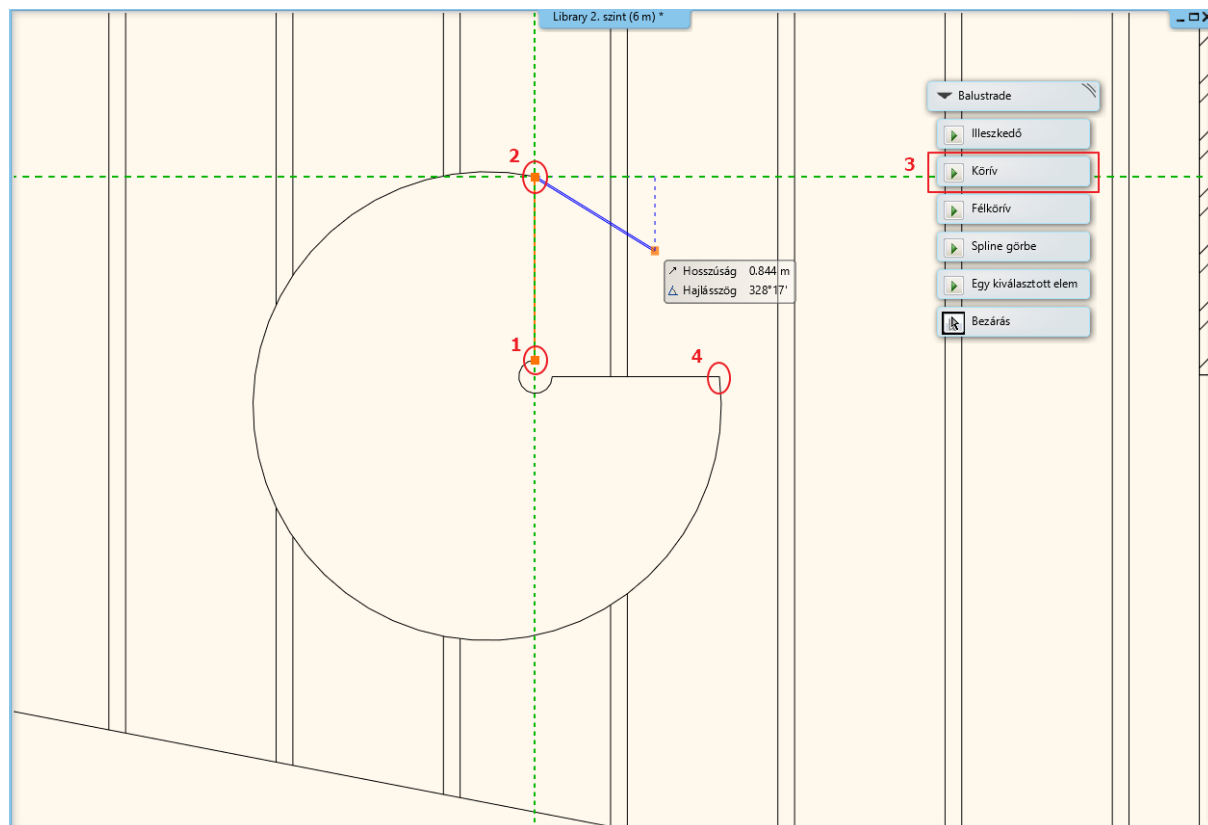 Library 2. szint (6 m) *
Balustrade
Illeszkedő
Körív
Félkörív
Spline görbe
Egy kiválasztott elem
Bezárás
2
3
Hosszúság 0.844 m
Hajlásszög 328°17'
1
4